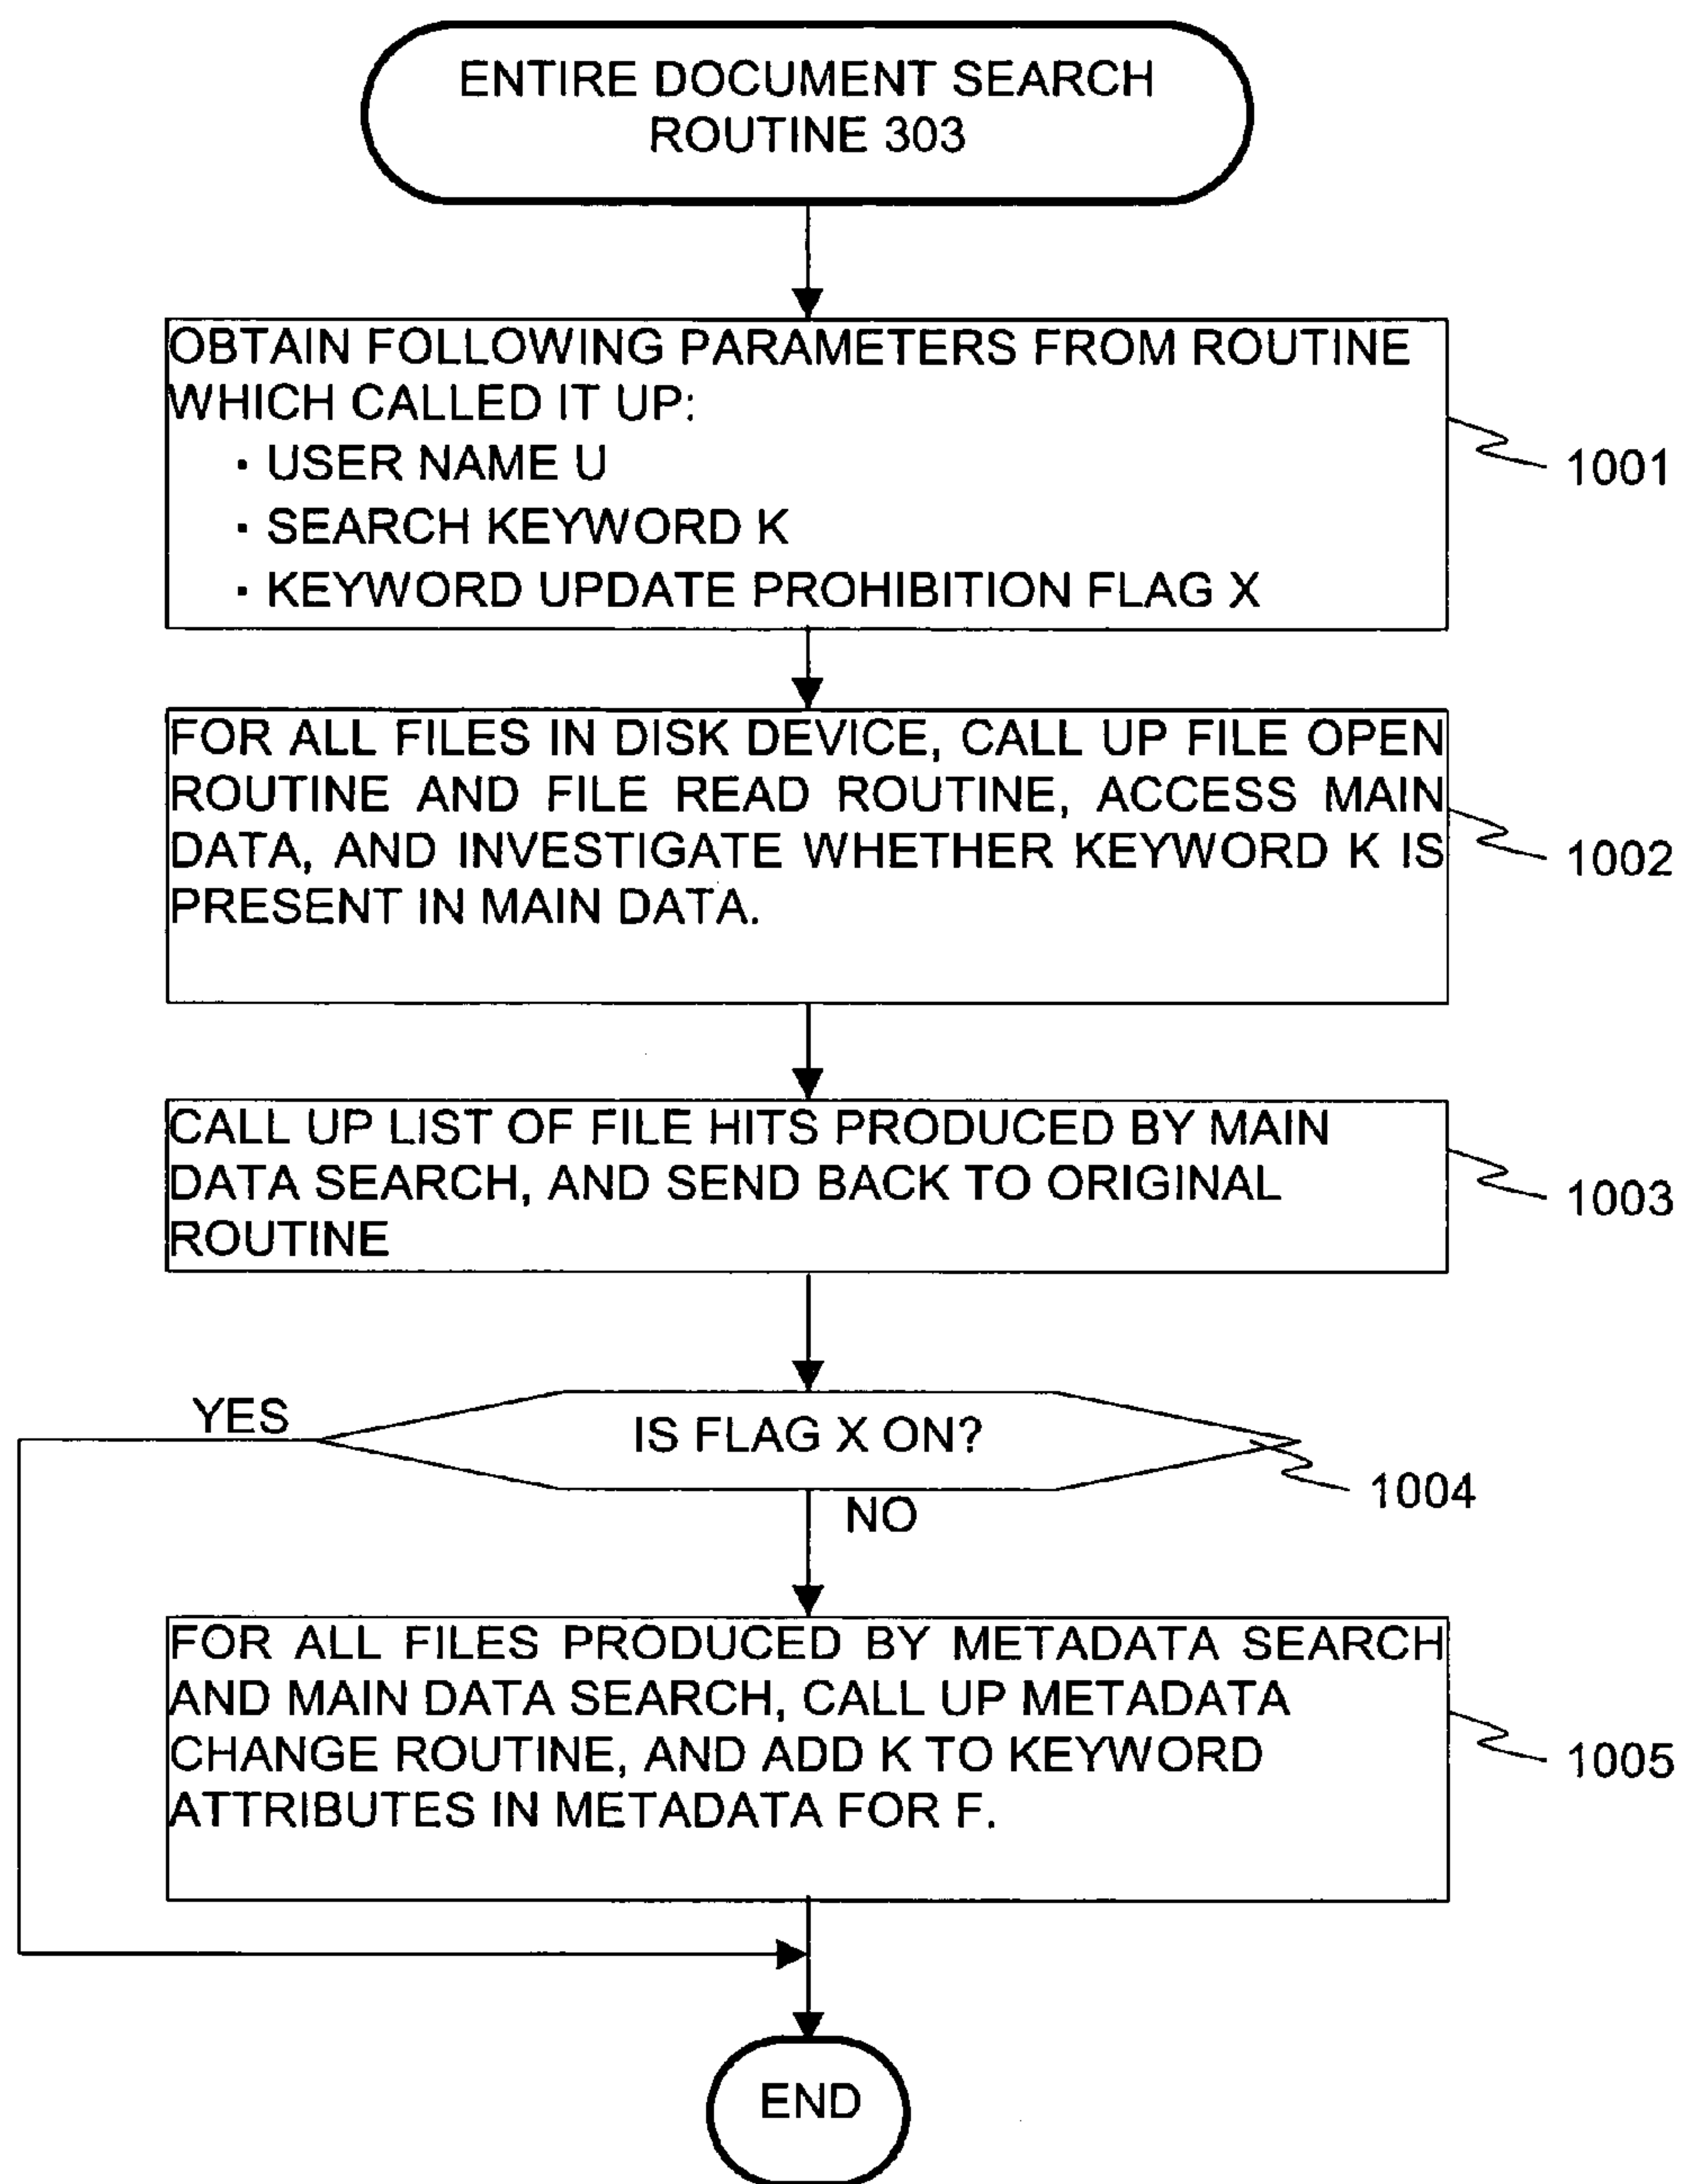 ENTIRE DOCUMENT SEARCH
ROUTINE 303
OBTAIN FOLLOWING PARAMETERS FROM ROUTINE
WHICH CALLED IT UP:
· USER NAME U
· SEARCH KEYWORD K
· KEYWORD UPDATE PROHIBITION FLAG X
1001
FOR ALL FILES IN DISK DEVICE, CALL UP FILE OPEN
ROUTINE AND FILE READ ROUTINE, ACCESS MAIN
DATA, AND INVESTIGATE WHETHER KEYWORD K IS
PRESENT IN MAIN DATA.
1002
CALL UP LIST OF FILE HITS PRODUCED BY MAIN
DATA SEARCH, AND SEND BACK TO ORIGINAL
ROUTINE
1003
YES
IS FLAG X ON?
1004
NO
FOR ALL FILES PRODUCED BY METADATA SEARCH
AND MAIN DATA SEARCH, CALL UP METADATA
CHANGE ROUTINE, AND ADD K TO KEYWORD
ATTRIBUTES IN METADATA FOR F.
1005
END